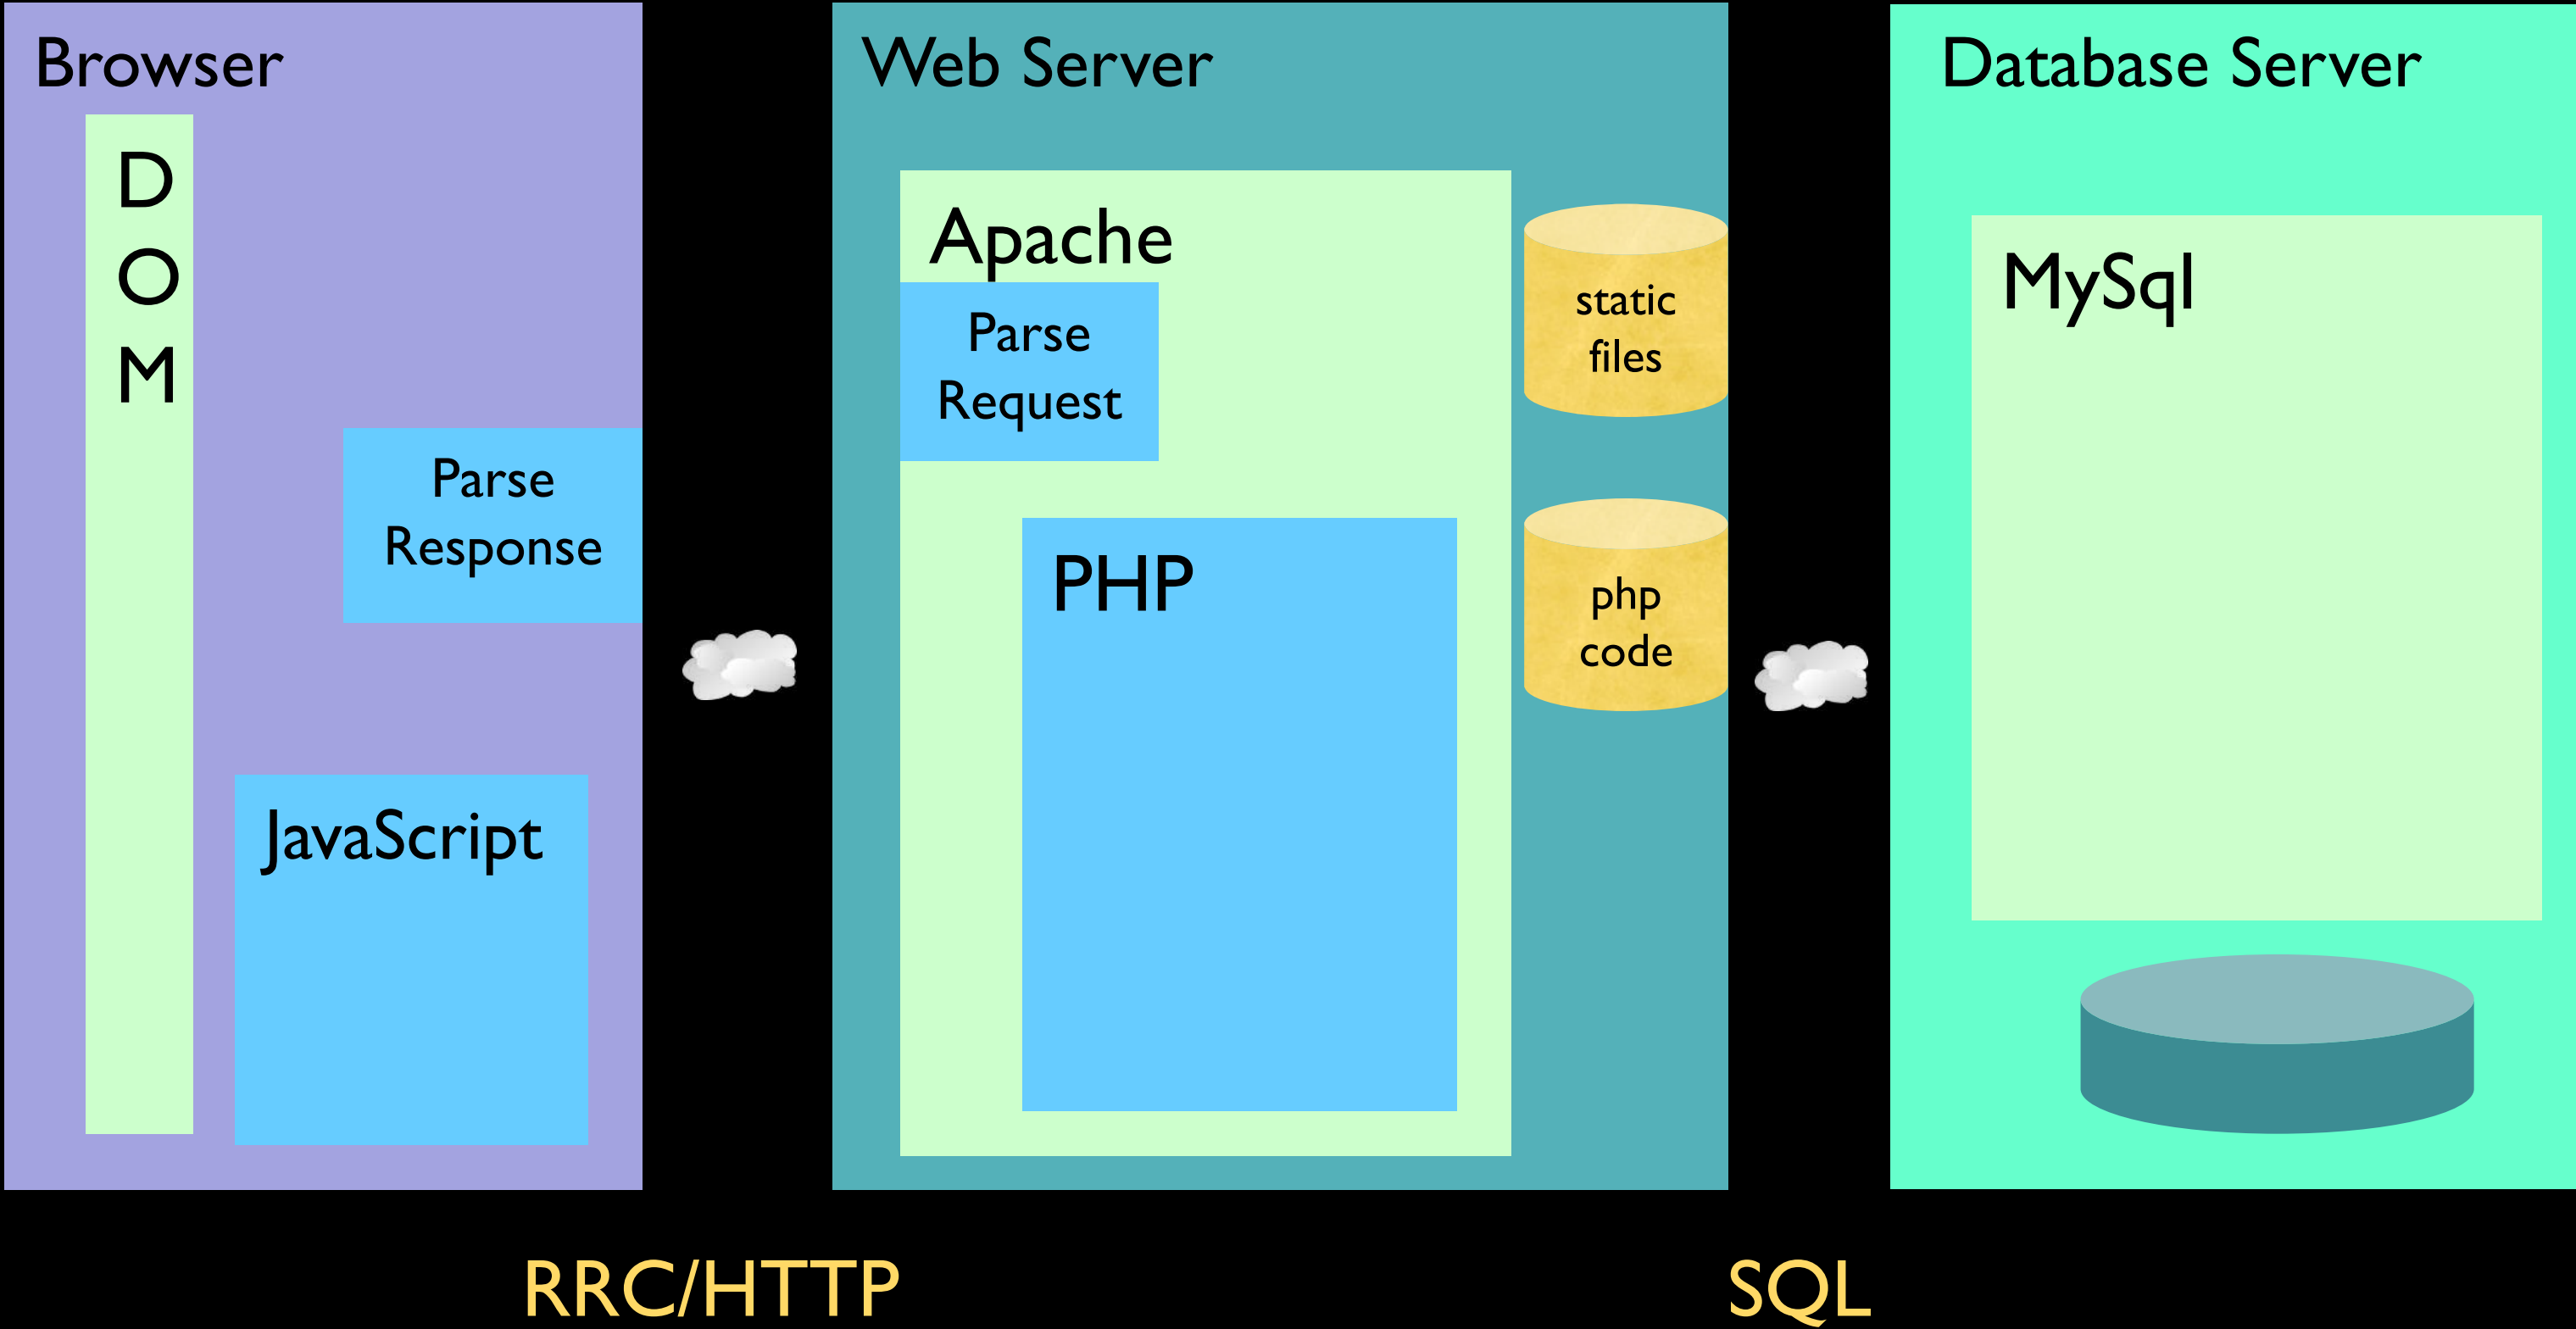 Browser
D
O
M
Parse
Response
JavaScript
Web Server
Apache
Parse
Request
PHP
static
files
php
code
Database Server
MySql
RRC/HTTP
SQL